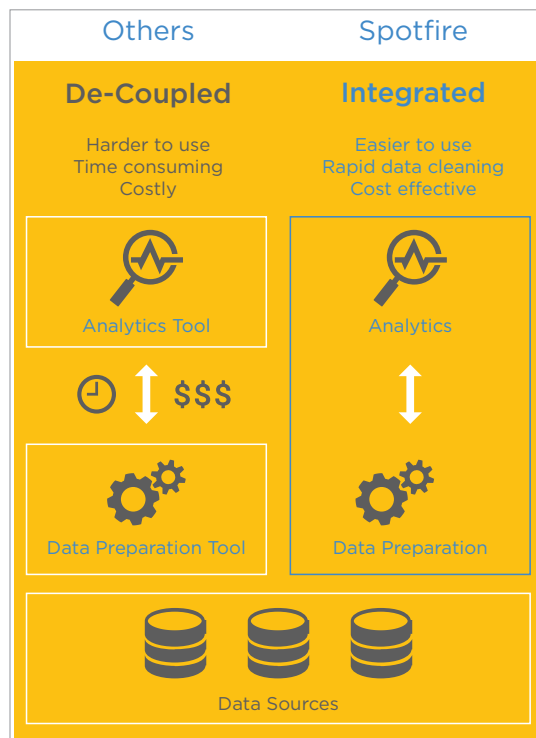 Others
Spotfire
De-Coupled
Integrated
Harder to use
Time consuming
Costly
Easier to use
Rapid data cleaning
Cost effective
Analytics Tool
Analytics
$$$
Data Preparation Tool
Data Preparation
Data Sources